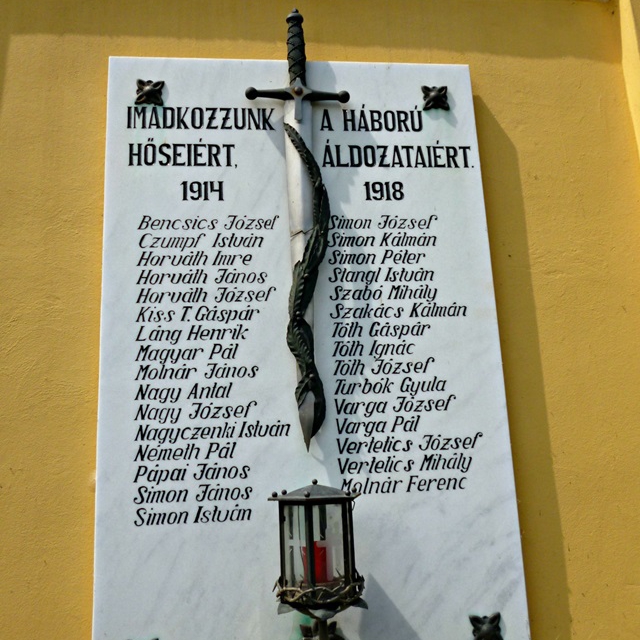 IMÁDKOZZUNK A HÁBORÚ
HŐSEIÉRT, ÁLDOZATAIÉRT.
1914 1918
Bencsics József
Czumpf István
Horváth Imre
Horváth János
Horváth József
Kiss T. Gáspár
Láng Henrik
Magyar Pál
Molnár János
Nagy Antal
Nagy József
Nagyczenki István
Németh Pál
Pápai János
Simon János
Simon István
Simon József
Simon Kálmán
Simon Péter
Stangl István
Szabó Mihály
Szakács Kálmán
Tóth Gáspár
Tóth Ignác
Tóth József
Turbók Gyula
Varga József
Varga Pál
Vertetics József
Vertetics Mihály
Molnár Ferenc